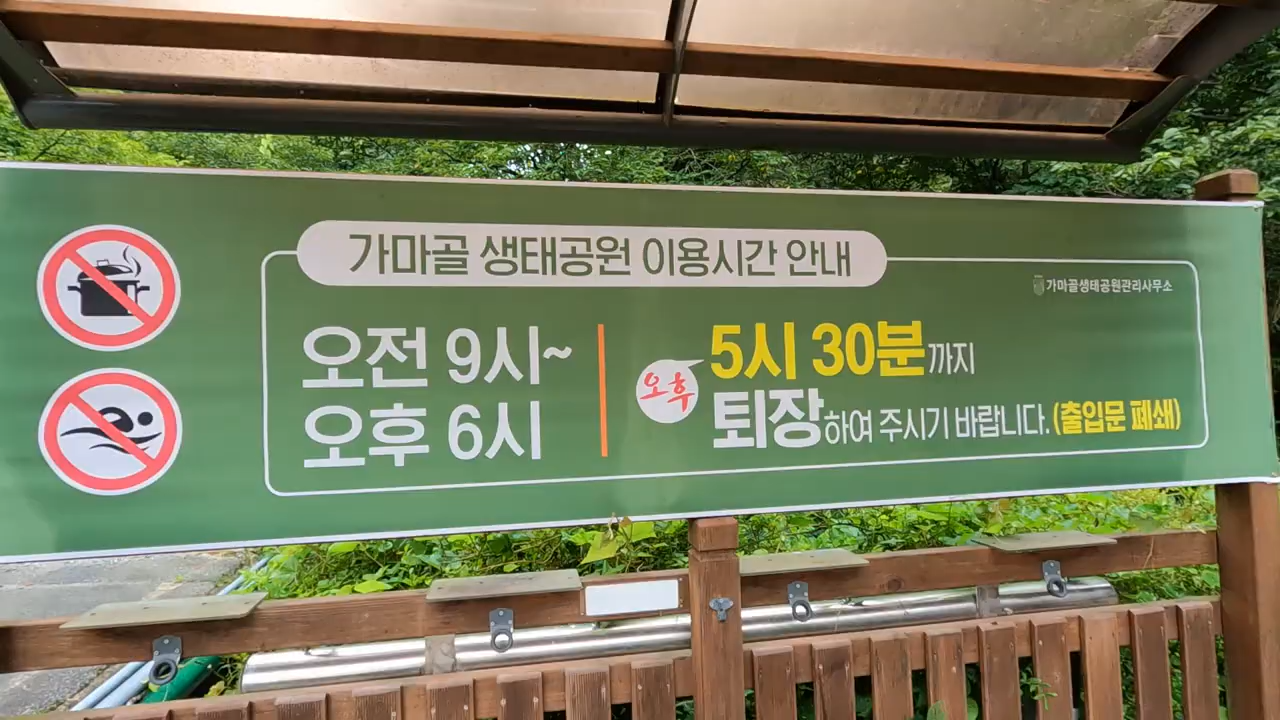 가마골 생태공원 이용시간 안내
가마골생태공원관리사무소
오전 9시~
오후 6시
오후 5시 30분까지
퇴장하여 주시기 바랍니다. (출입문 폐쇄)